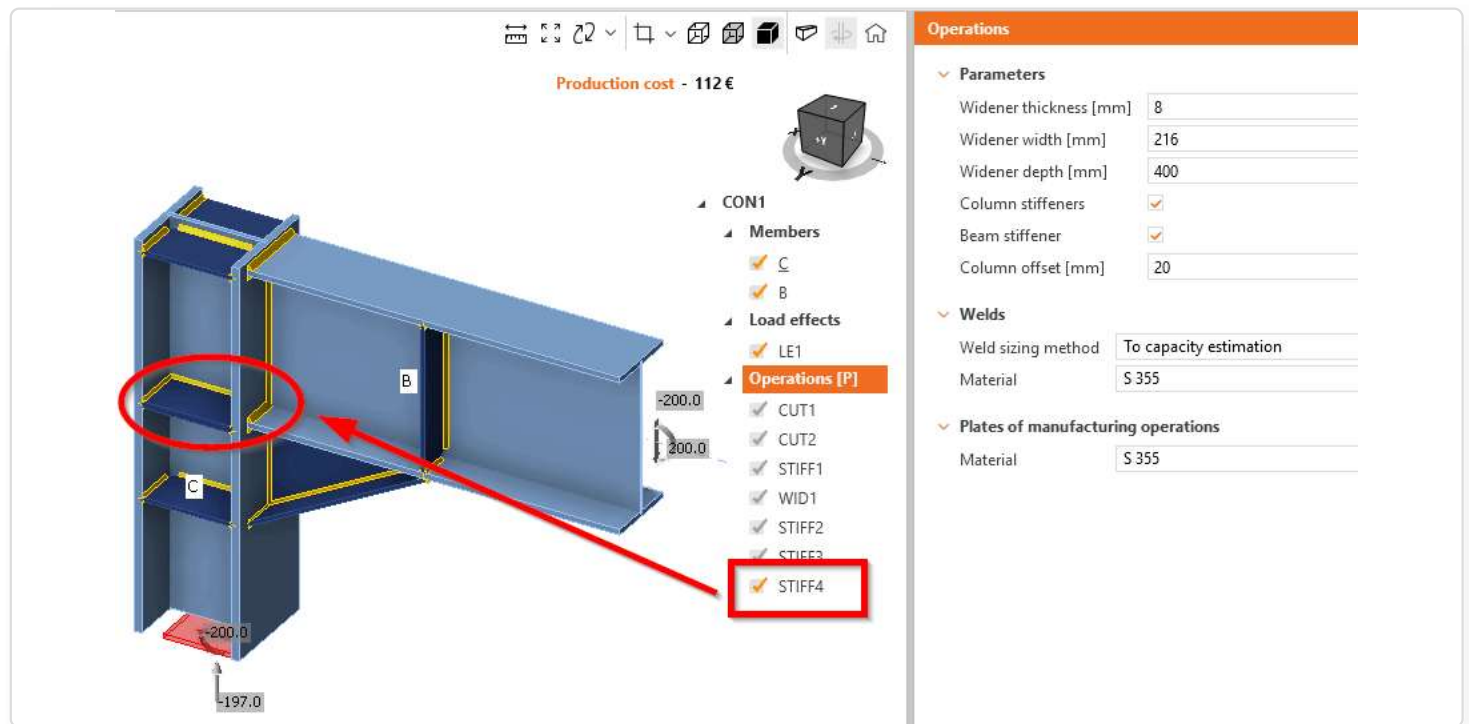 Production cost - 112 €
+Y
CON1
Members
C
B
Load effects
LE1
Operations [P]
CUT1
CUT2
STIFF1
WID1
STIFF2
STIFF3
STIFF4
B
C
-200.0
200.0
-200.0
-197.0
Operations
Parameters
Widener thickness [mm] 8
Widener width [mm] 216
Widener depth [mm] 400
Column stiffeners
Beam stiffener
Column offset [mm] 20
Welds
Weld sizing method To capacity estimation
Material S 355
Plates of manufacturing operations
Material S 355